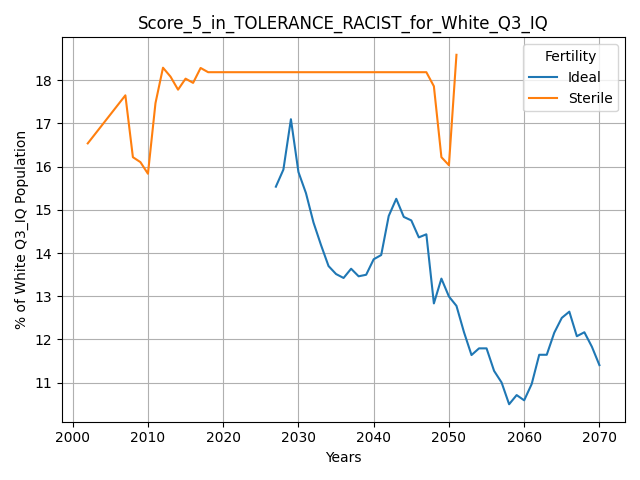 Score_5_in_TOLERANCE_RACIST_for_White_Q3_IQ
Fertility
Ideal
Sterile
% of White Q3_IQ Population
18
17
16
15
14
13
12
11
2000 2010 2020 2030 2040 2050 2060 2070
Years